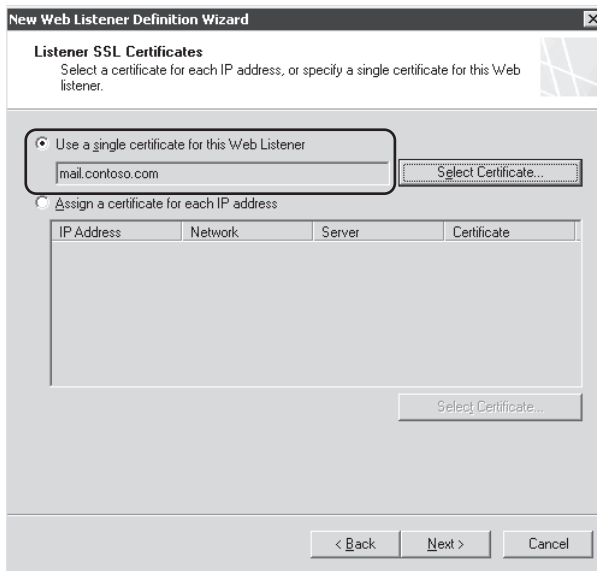 New Web Listener Definition Wizard
Listener SSL Certificates
Select a certificate for each IP address, or specify a single certificate for this Web
listener.
Use a single certificate for this Web Listener
mail.contoso.com
Select Certificate...
Assign a certificate for each IP address
IP Address Network Server Certificate
Select Certificate...
< Back Next > Cancel